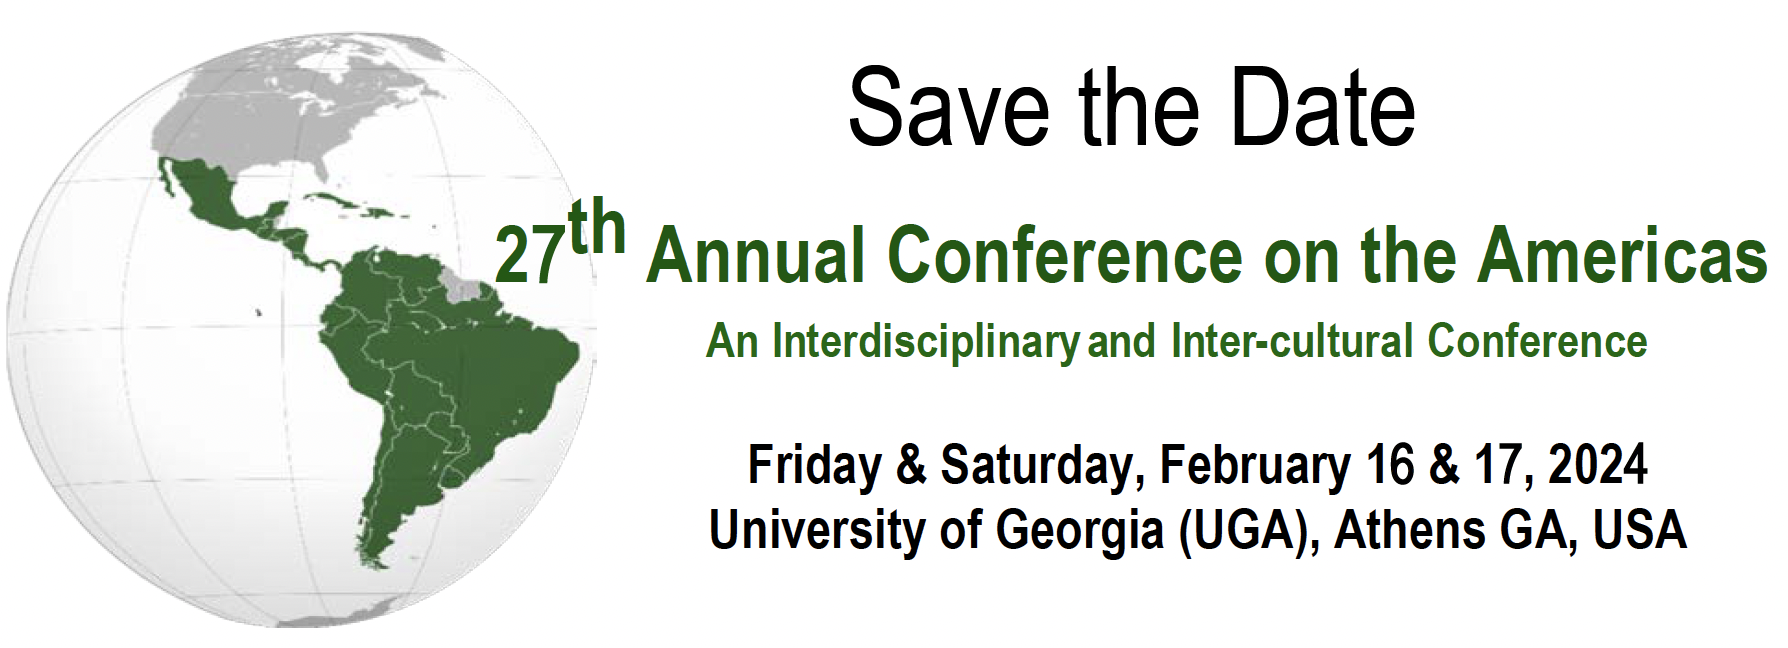 Save the Date
27th Annual Conference on the Americas
An Interdisciplinary and Inter-cultural Conference
Friday & Saturday, February 16 & 17, 2024
University of Georgia (UGA), Athens GA, USA